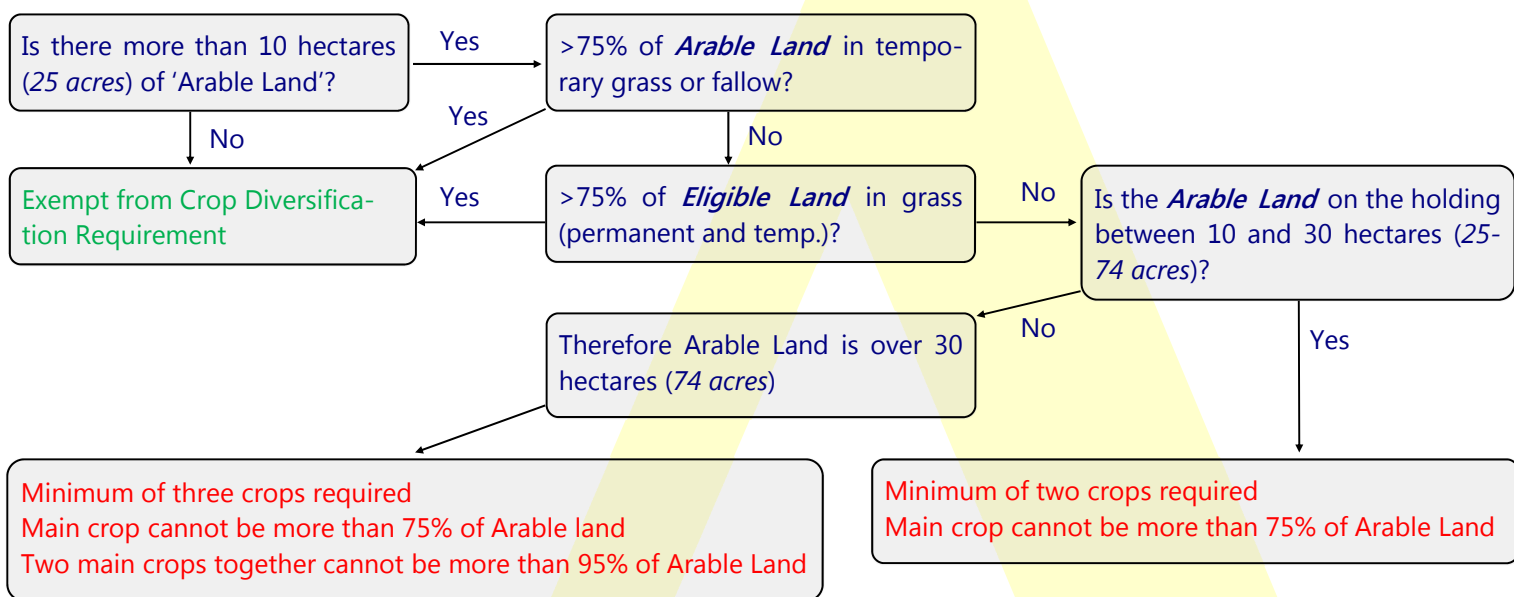 Is there more than 10 hectares
(25 acres) of ‘Arable Land’?
Yes
>75% of Arable Land in tempo-
rary grass or fallow?
No
Yes
No
Exempt from Crop Diversifica-
tion Requirement
Yes
>75% of Eligible Land in grass
(permanent and temp.)?
No
Is the Arable Land on the holding
between 10 and 30 hectares (25-
74 acres)?
No
Yes
Therefore Arable Land is over 30
hectares (74 acres)
Minimum of three crops required
Main crop cannot be more than 75% of Arable land
Two main crops together cannot be more than 95% of Arable Land
Minimum of two crops required
Main crop cannot be more than 75% of Arable Land